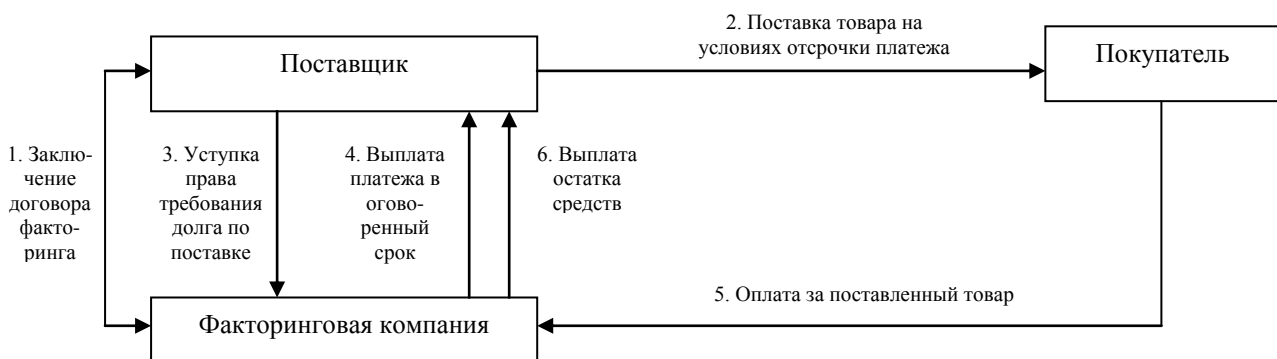 2. Поставка товара на
условиях отсрочки платежа
Поставщик
Покупатель
1. Заклю-
чение
договора
факто-
ринга
3. Уступка
права
требования
долга по
поставке
4. Выплата
платежа в
огово-
ренный
срок
6. Выплата
остатка
средств
5. Оплата за поставленный товар
Факторинговая компания